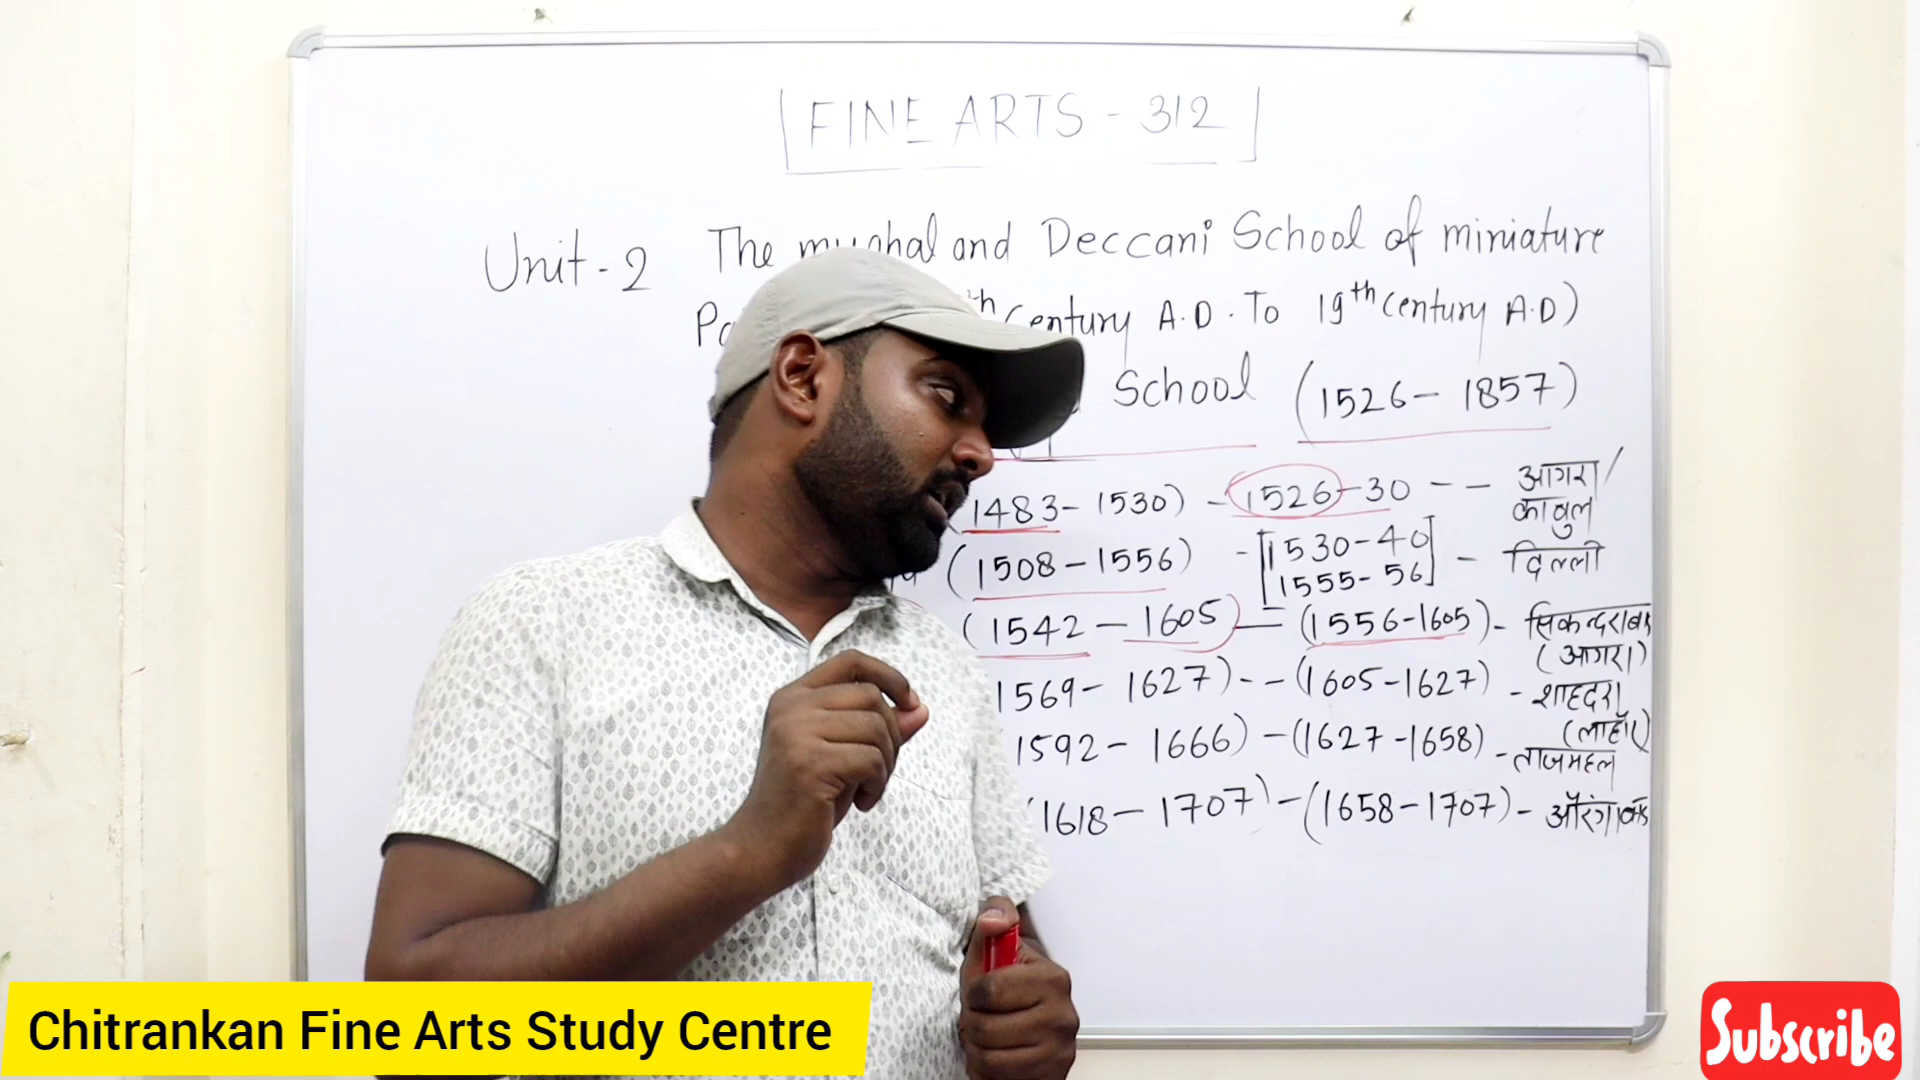 FINE ARTS - 312
Unit - 2 The mughal and Deccani School of miniature
th Century A.D. To 19th Century A.D)
School (1526 - 1857)
(1483 - 1530) - 1526 - 30 - - आगरा/
काबुल
(1508 - 1556) - [1530 - 40
1555 - 56] - दिल्ली
(1542 - 1605) - (1556 - 1605) - सिकन्दराबाद
(आगरा)
1569 - 1627) - - (1605 - 1627) - शाहदरा
(लाहौर)
1592 - 1666) - (1627 - 1658) - ताजमहल
(1618 - 1707) - (1658 - 1707) - औरंगाबाद
Chitrankan Fine Arts Study Centre
Subscribe